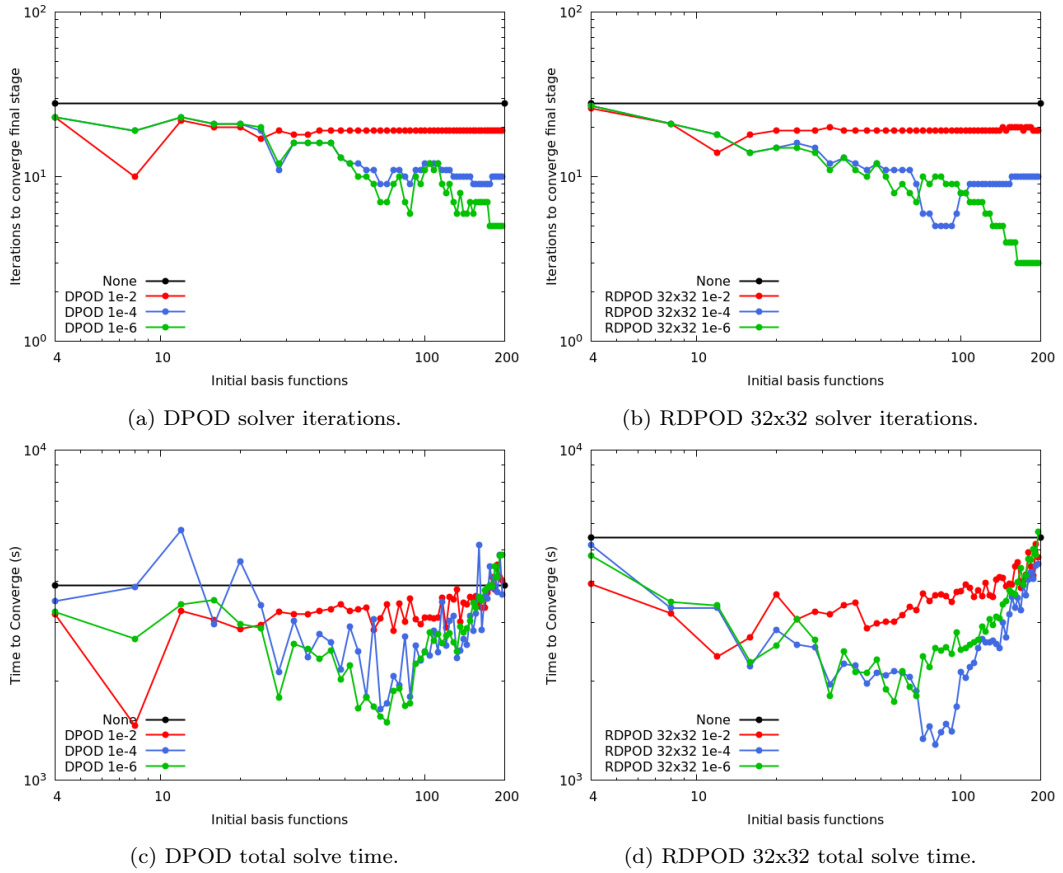 10^2
10^1
10^0
Iterations to converge final stage
None
DPOD 1e-2
DPOD 1e-4
DPOD 1e-6
4 10 100 200
Initial basis functions
(a) DPOD solver iterations.
10^2
10^1
10^0
Iterations to converge final stage
None
RDPOD 32x32 1e-2
RDPOD 32x32 1e-4
RDPOD 32x32 1e-6
4 10 100 200
Initial basis functions
(b) RDPOD 32x32 solver iterations.
10^4
10^3
Time to Converge (s)
None
DPOD 1e-2
DPOD 1e-4
DPOD 1e-6
4 10 100 200
Initial basis functions
(c) DPOD total solve time.
10^4
10^3
Time to Converge (s)
None
RDPOD 32x32 1e-2
RDPOD 32x32 1e-4
RDPOD 32x32 1e-6
4 10 100 200
Initial basis functions
(d) RDPOD 32x32 total solve time.